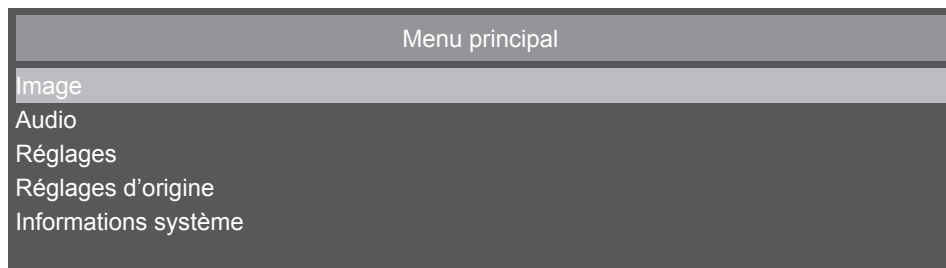 Menu principal
Image
Audio
Réglages
Réglages d’origine
Informations système